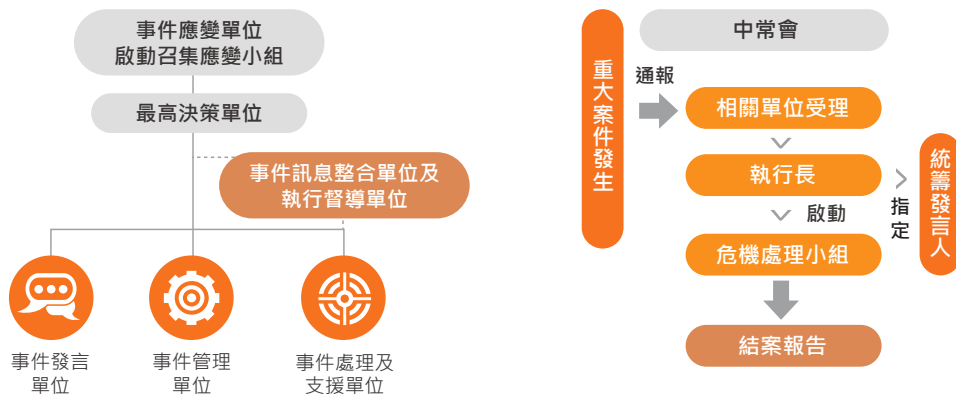 事件應變單位
啟動召集應變小組
最高決策單位
事件訊息整合單位及
執行督導單位
事件發言
單位
事件管理
單位
事件處理及
支援單位
重大案件發生
中常會
通報
相關單位受理
執行長
啟動
指定
統籌發言人
危機處理小組
結案報告